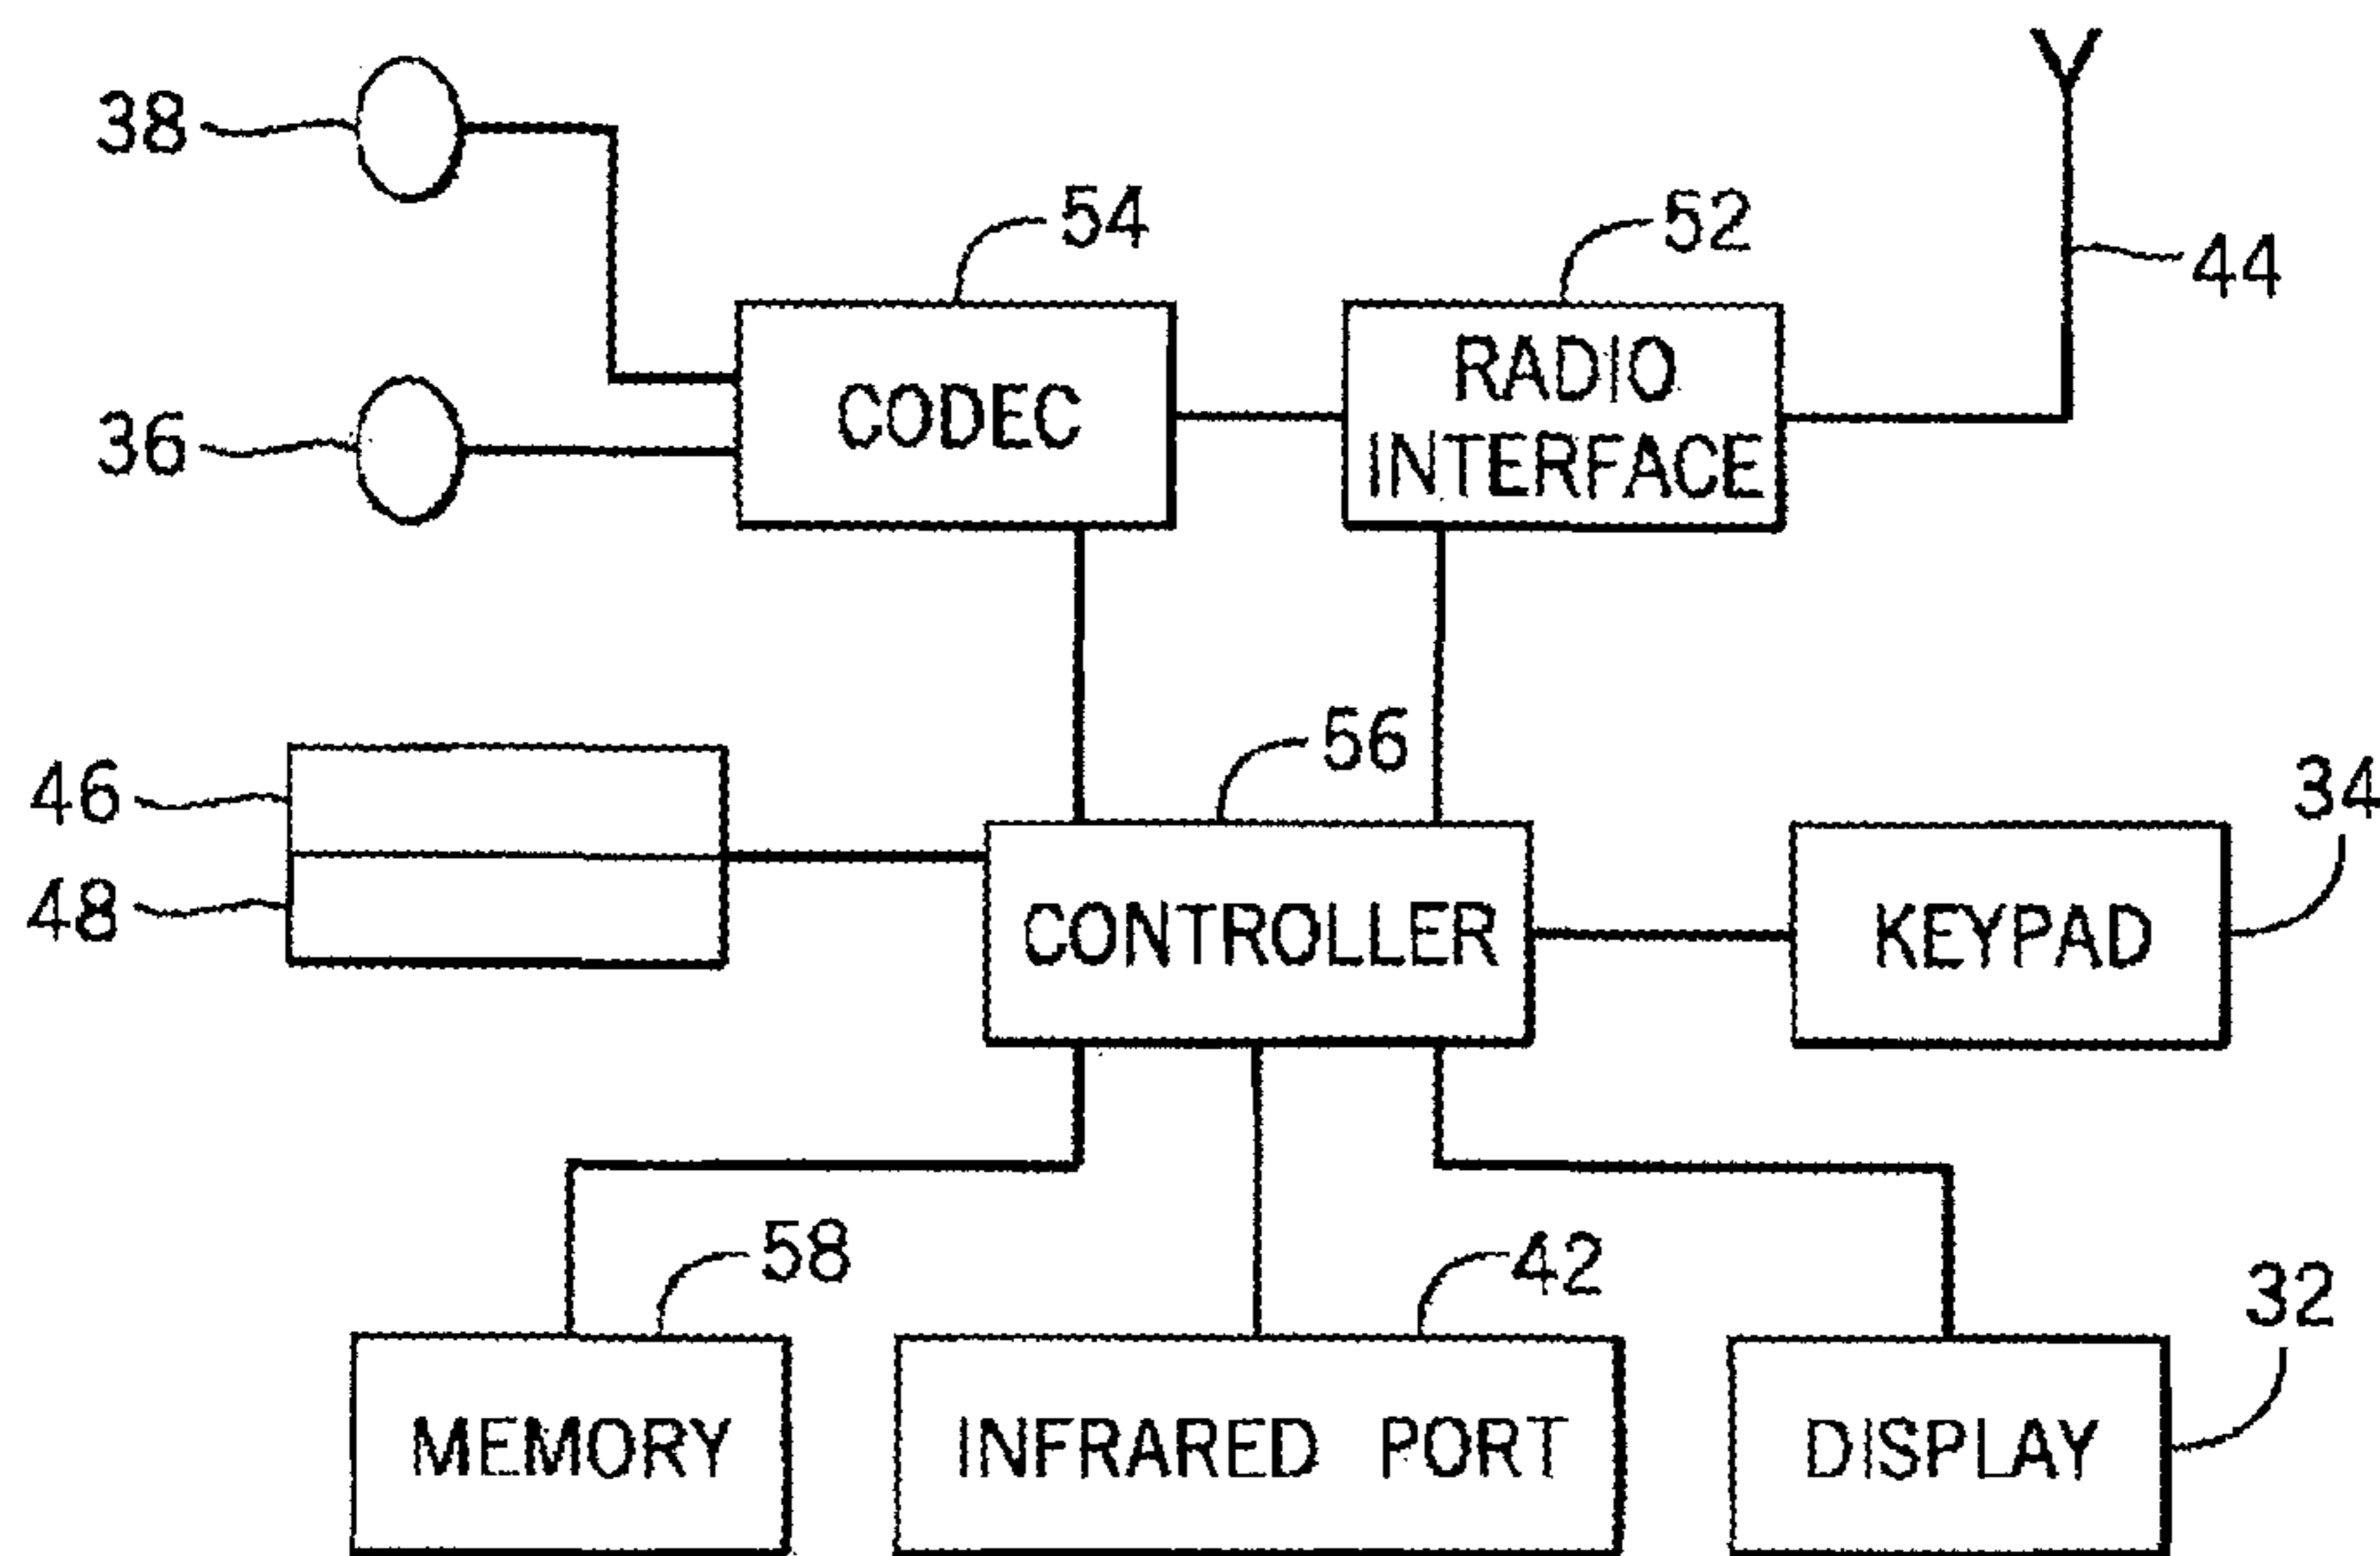 38
54
52
44
RADIO
CODEC
INTERFACE
36
56
34
46
48
CONTROLLER
KEYPAD
58
42
32
MEMORY
INFRARED PORT
DISPLAY